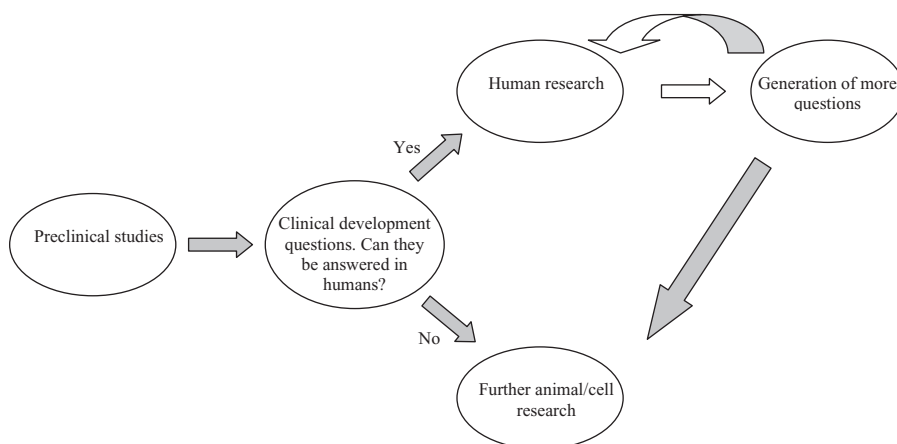 Human research
Generation of more
questions
Yes
Preclinical studies
Clinical development
questions. Can they
be answered in
humans?
No
Further animal/cell
research